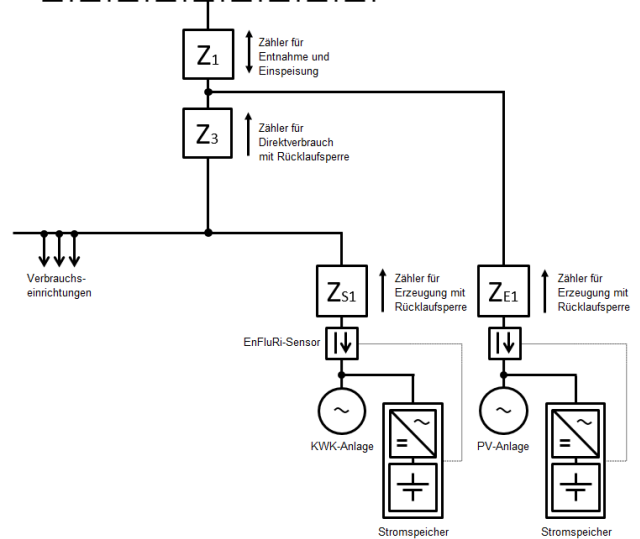 Z1
Zähler für
Entnahme und
Einspeisung
Z3
Zähler für
Direktverbrauch
mit Rücklaufsperre
Verbrauchs-
einrichtungen
ZS1
Zähler für
Erzeugung mit
Rücklaufsperre
ZE1
Zähler für
Erzeugung mit
Rücklaufsperre
EnFluRi-Sensor
KWK-Anlage
PV-Anlage
Stromspeicher
Stromspeicher